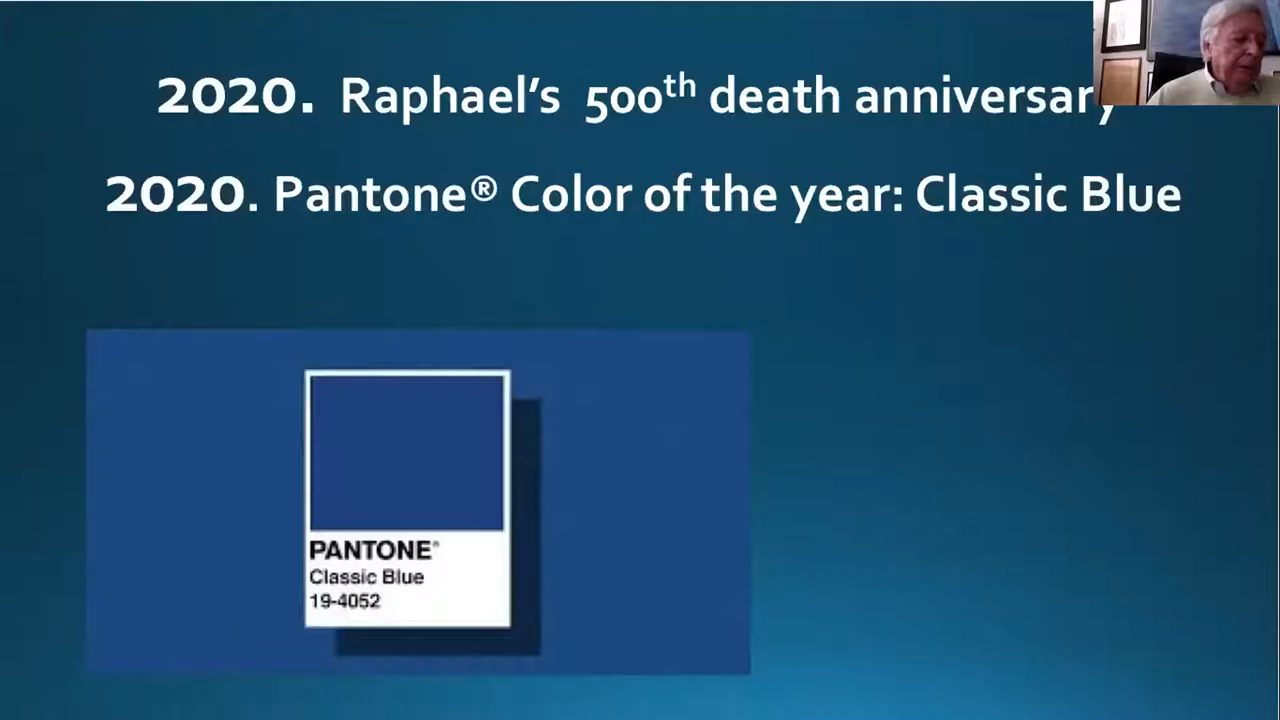 2020. Raphael’s 500th death anniversary
2020. Pantone® Color of the year: Classic Blue
PANTONE®
Classic Blue
19-4052